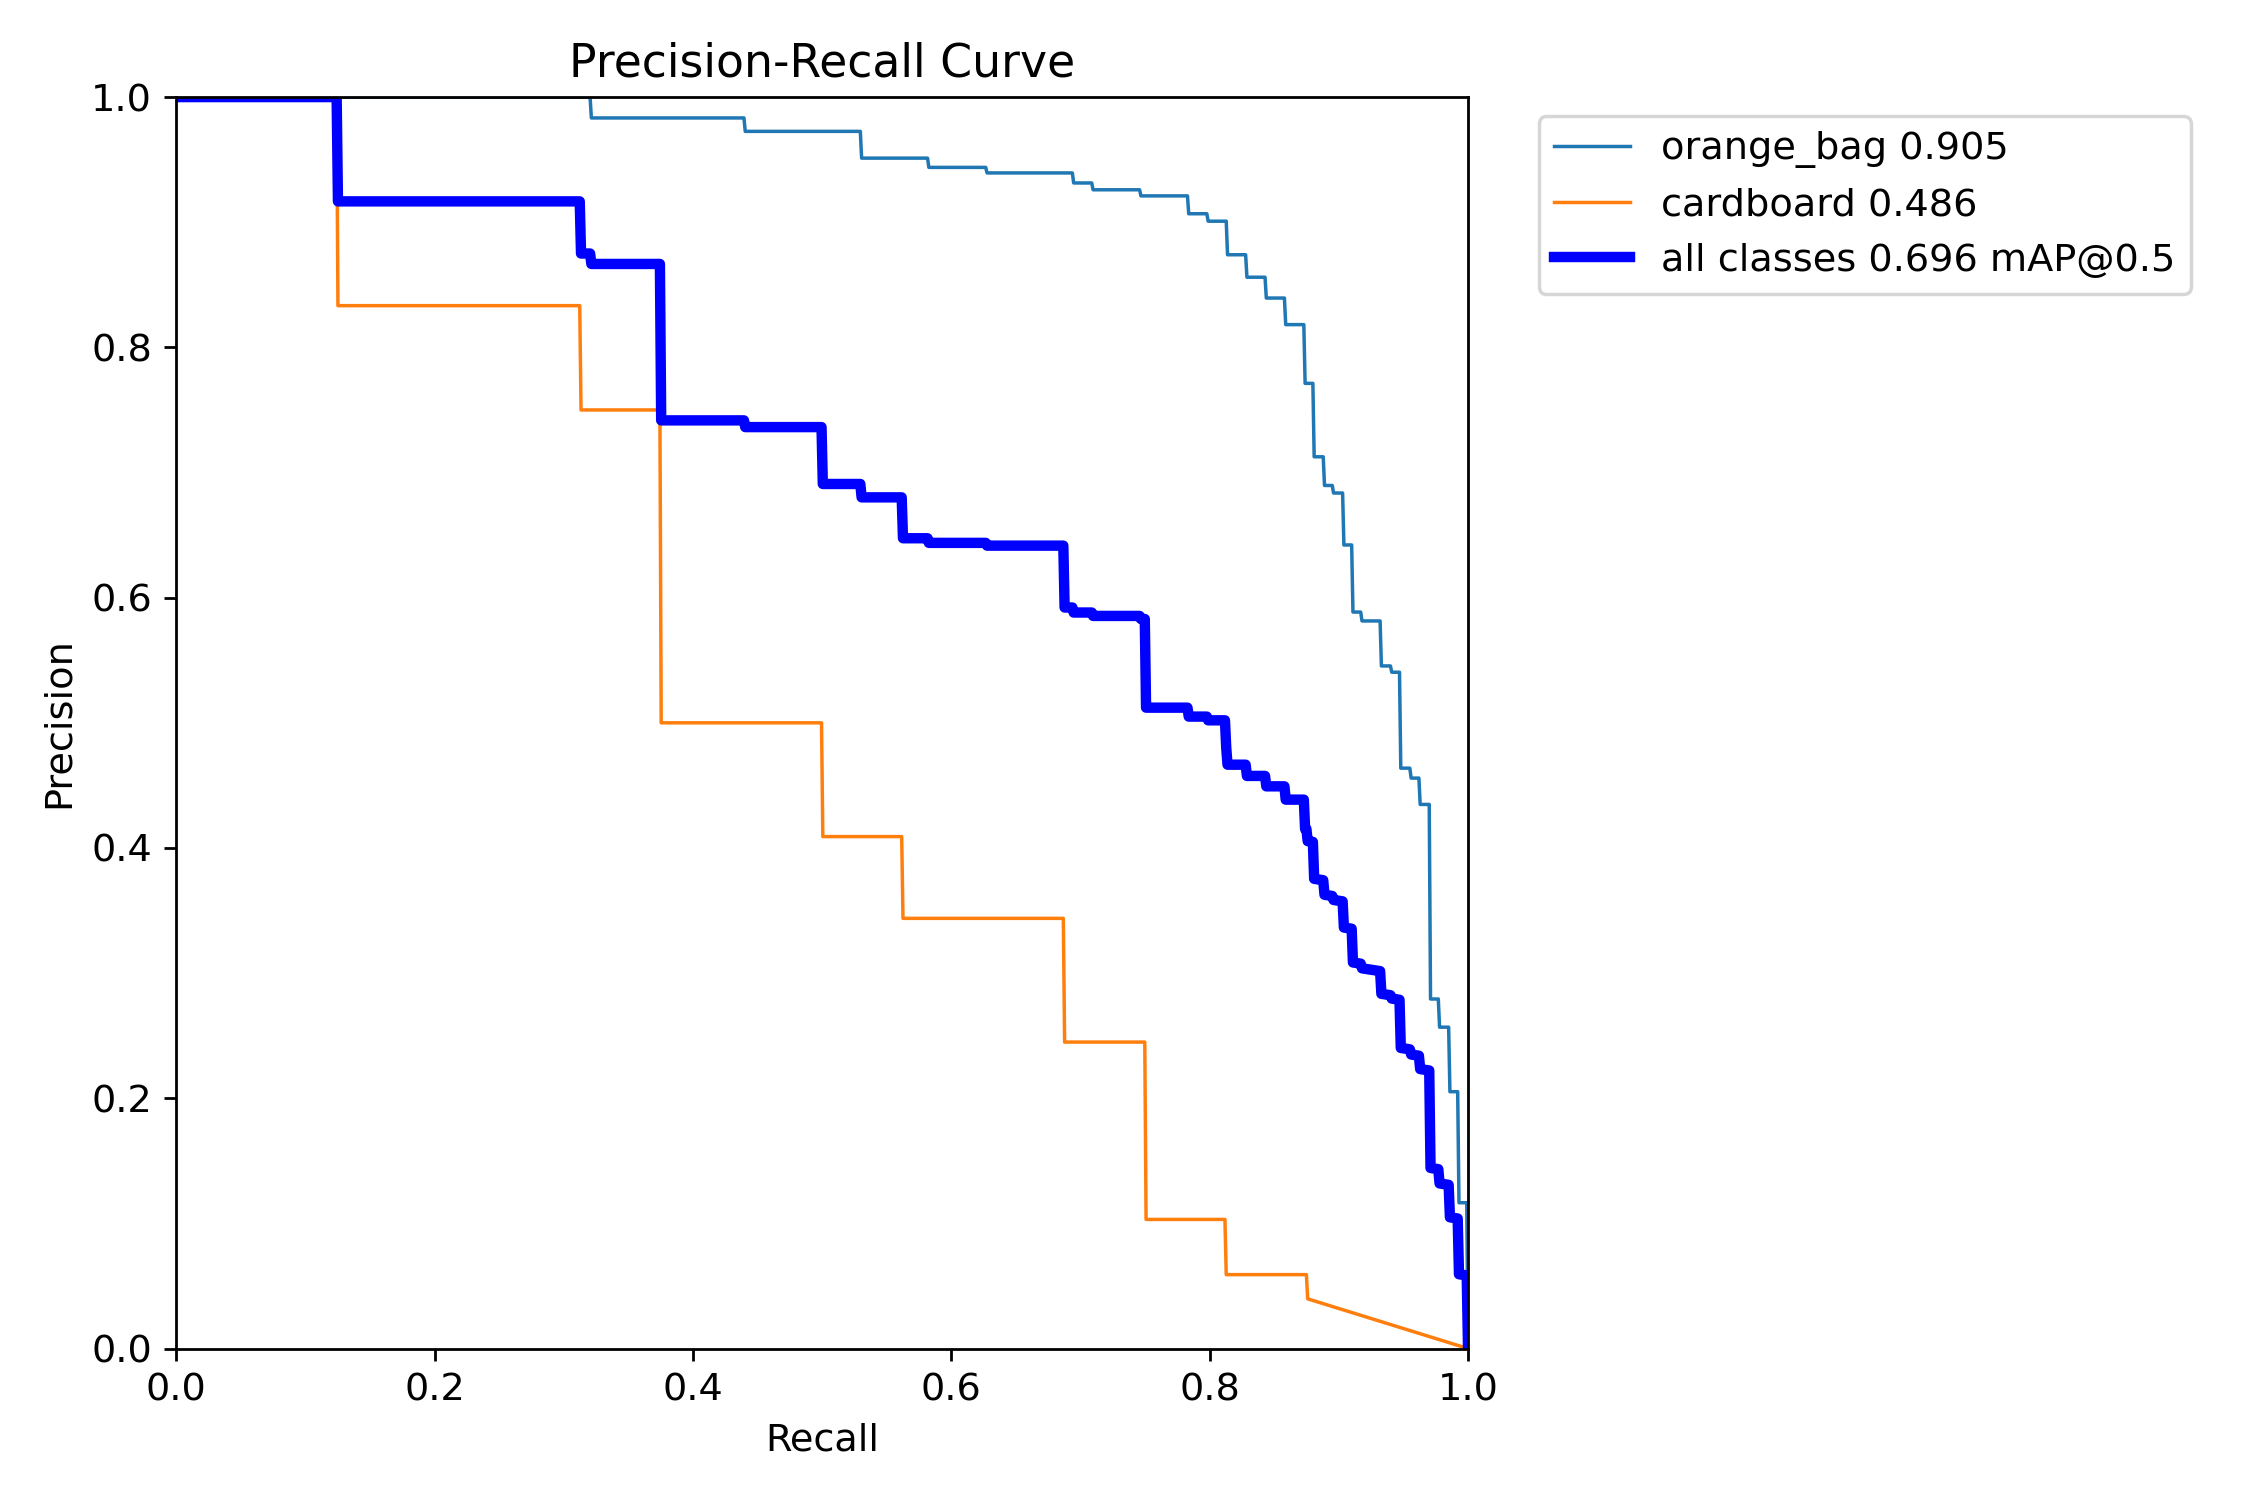 Precision-Recall Curve
1.0
0.8
0.6
0.4
0.2
0.0
Precision
0.0 0.2 0.4 0.6 0.8 1.0
Recall
orange_bag 0.905
cardboard 0.486
all classes 0.696 mAP@0.5